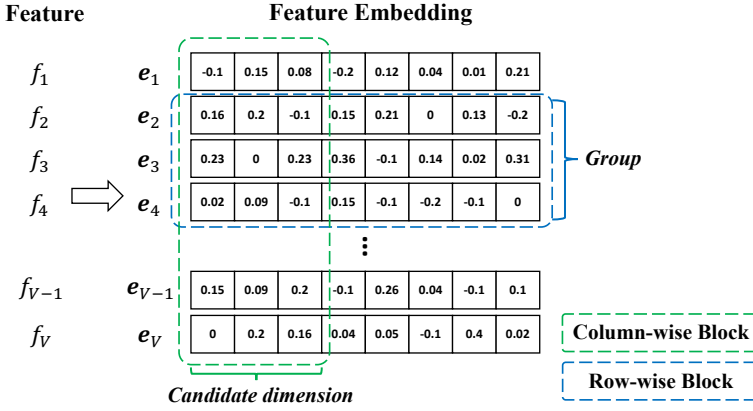 Feature Feature Embedding
f₁ e₁ -0.1 0.15 0.08 -0.2 0.12 0.04 0.01 0.21
f₂ e₂ 0.16 0.2 -0.1 0.15 0.21 0 0.13 -0.2
f₃ e₃ 0.23 0 0.23 0.36 -0.1 0.14 0.02 0.31
Group
f₄ e₄ 0.02 0.09 -0.1 0.15 -0.1 -0.2 -0.1 0
⋮
f_{V−1} e_{V−1} 0.15 0.09 0.2 -0.1 0.26 0.04 -0.1 0.1
f_V e_V 0 0.2 0.16 0.04 0.05 -0.1 0.4 0.02
Column-wise Block
Candidate dimension
Row-wise Block